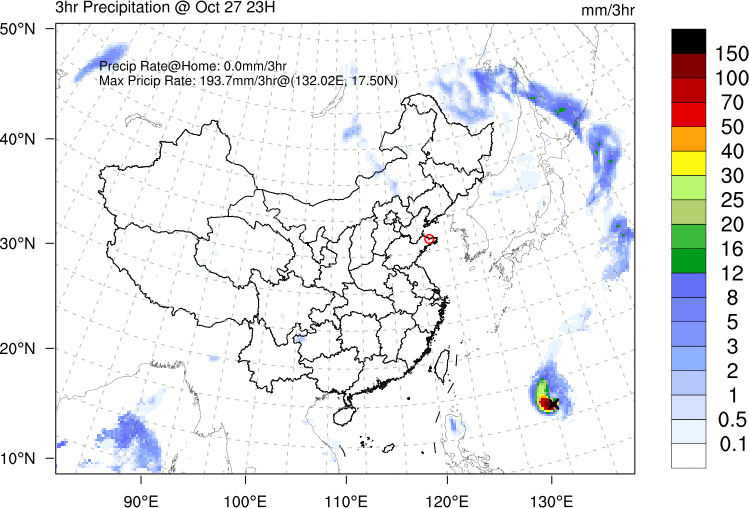 3hr Precipitation @ Oct 27 23H
mm/3hr
Precip Rate@Home: 0.0mm/3hr
Max Pricip Rate: 193.7mm/3hr@(132.02E, 17.50N)
50°N
40°N
30°N
20°N
10°N
90°E
100°E
110°E
120°E
130°E
150
100
70
50
40
30
25
20
16
12
8
5
3
2
1
0.5
0.1